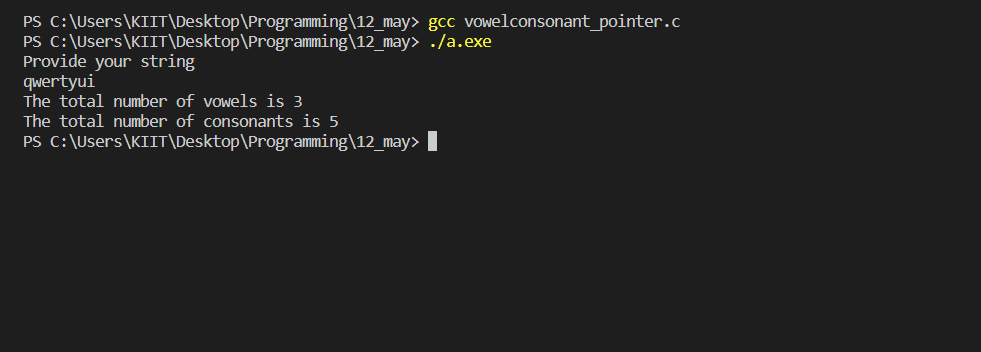 PS C:\Users\KIIT\Desktop\Programming\12_may> gcc vowelconsonant_pointer.c
PS C:\Users\KIIT\Desktop\Programming\12_may> ./a.exe
Provide your string
qwertyui
The total number of vowels is 3
The total number of consonants is 5
PS C:\Users\KIIT\Desktop\Programming\12_may>